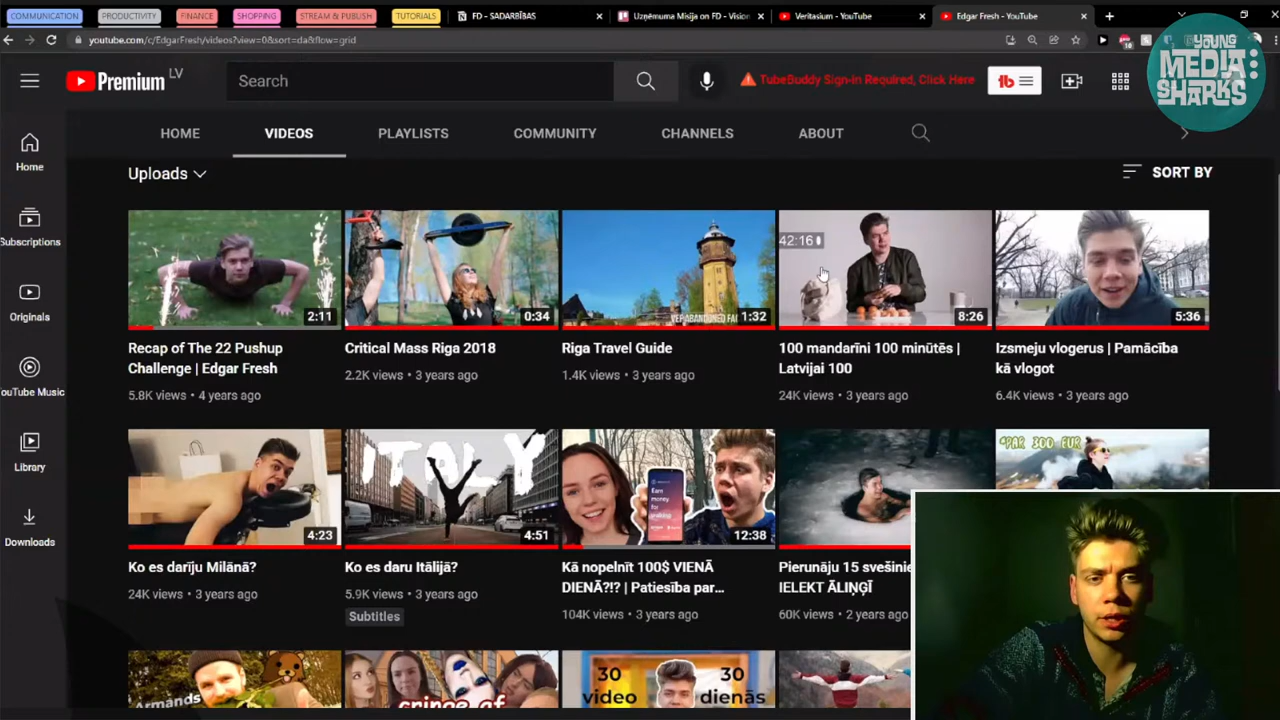 COMMUNICATION PRODUCTIVITY FINANCE SHOPPING STREAM & PUBLISH TUTORIALS FD - SADARBĪBAS Uzņēmuma Misija on FD - Vision Veritasium - YouTube Edgar Fresh - YouTube
youtube.com/c/EdgarFresh/videos?view=0&sort=da&flow=grid
YOUNG
MEDIA
SHARKS
Premium LV
Search
TubeBuddy Sign-In Required, Click Here
tb
HOME VIDEOS PLAYLISTS COMMUNITY CHANNELS ABOUT
Home
Subscriptions
Originals
YouTube Music
Library
Downloads
Uploads
SORT BY
2:11
0:34
1:32
42:16
8:26
5:36
Recap of The 22 Pushup
Challenge | Edgar Fresh
5.8K views • 4 years ago
Critical Mass Riga 2018
2.2K views • 3 years ago
Riga Travel Guide
1.4K views • 3 years ago
100 mandarīni 100 minūtēs |
Latvijai 100
24K views • 3 years ago
Izsmeju vlogerus | Pamācība
kā vlogot
6.4K views • 3 years ago
4:23
ITALY
4:51
Earn
money
for
12:38
*PAR 300 EUR
Ko es darīju Milānā?
24K views • 3 years ago
Ko es daru Itālijā?
5.9K views • 3 years ago
Subtitles
Kā nopelnīt 100$ VIENĀ
DIENĀ?!? | Patiesība par...
104K views • 3 years ago
Pierunāju 15 svešinie
IELEKT ĀLIŅĢĪ
60K views • 2 years ago
Armands
cringe af
30
video
30
dienās